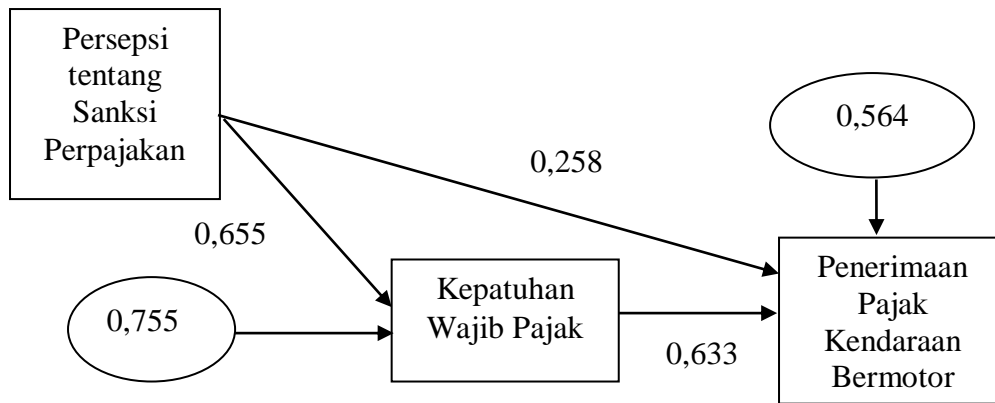 Persepsi
tentang
Sanksi
Perpajakan
0,564
0,258
0,655
0,755
Kepatuhan
Wajib Pajak
0,633
Penerimaan
Pajak
Kendaraan
Bermotor